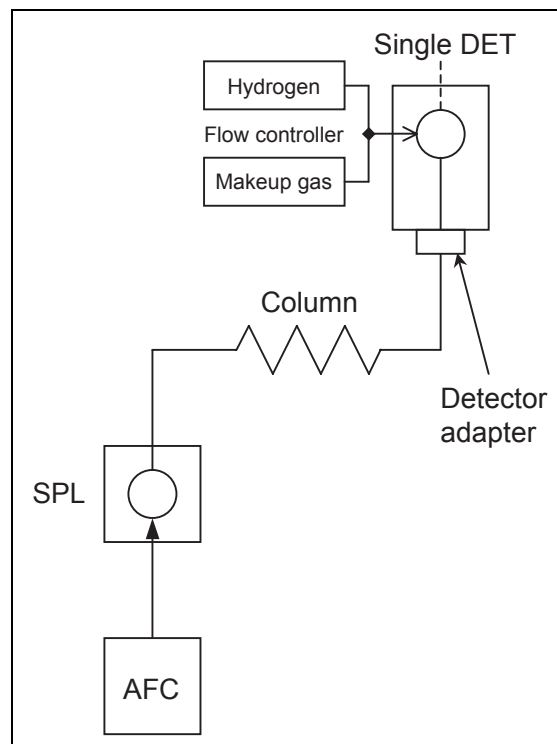 Single DET
Hydrogen
Flow controller
Makeup gas
Column
Detector
adapter
SPL
AFC